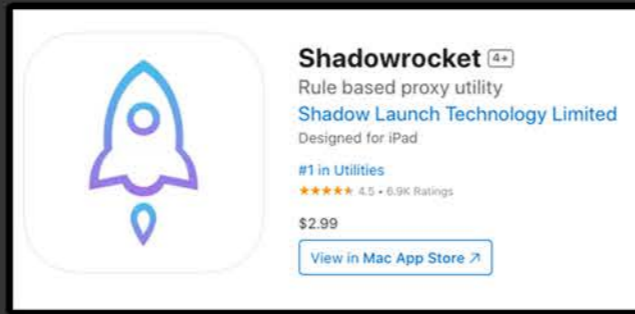 Shadowrocket 4+
Rule based proxy utility
Shadow Launch Technology Limited
Designed for iPad
#1 in Utilities
★★★★★ 4.5 • 6.9K Ratings
$2.99
View in Mac App Store ↗